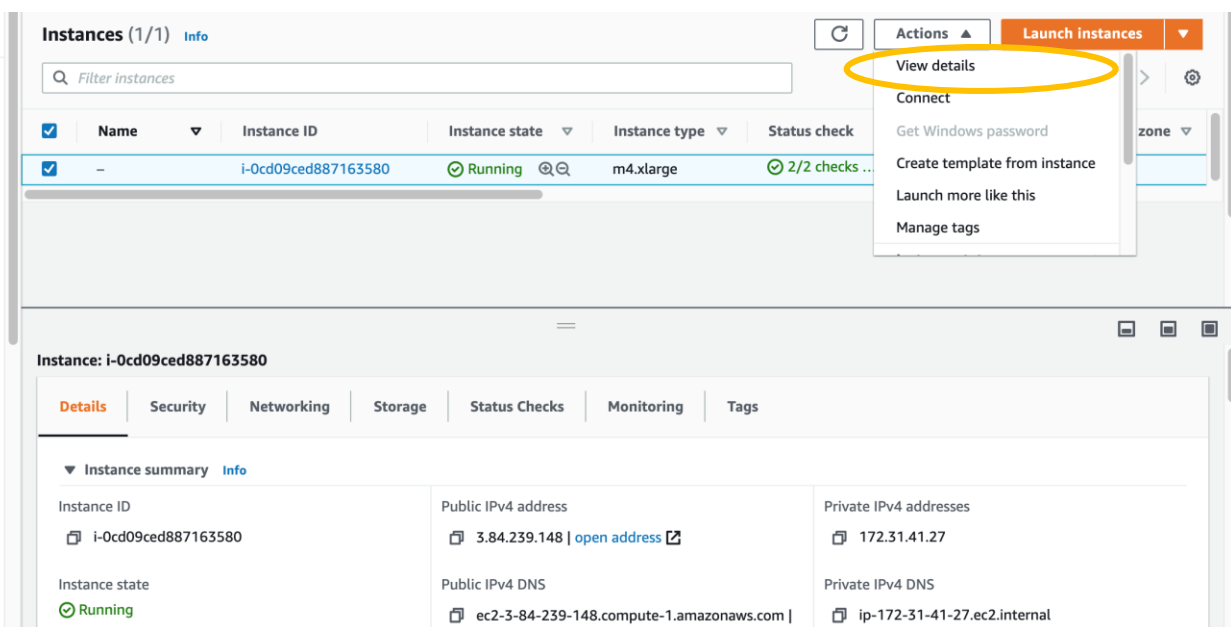 Instances (1/1) Info
Actions
Launch instances
Filter instances
View details
Connect
Get Windows password
Create template from instance
Launch more like this
Manage tags
Name Instance ID Instance state Instance type Status check zone
– i-0cd09ced887163580 Running m4.xlarge 2/2 checks ...
Instance: i-0cd09ced887163580
Details Security Networking Storage Status Checks Monitoring Tags
Instance summary Info
Instance ID Public IPv4 address Private IPv4 addresses
i-0cd09ced887163580 3.84.239.148 | open address 172.31.41.27
Instance state Public IPv4 DNS Private IPv4 DNS
Running ec2-3-84-239-148.compute-1.amazonaws.com | ip-172-31-41-27.ec2.internal